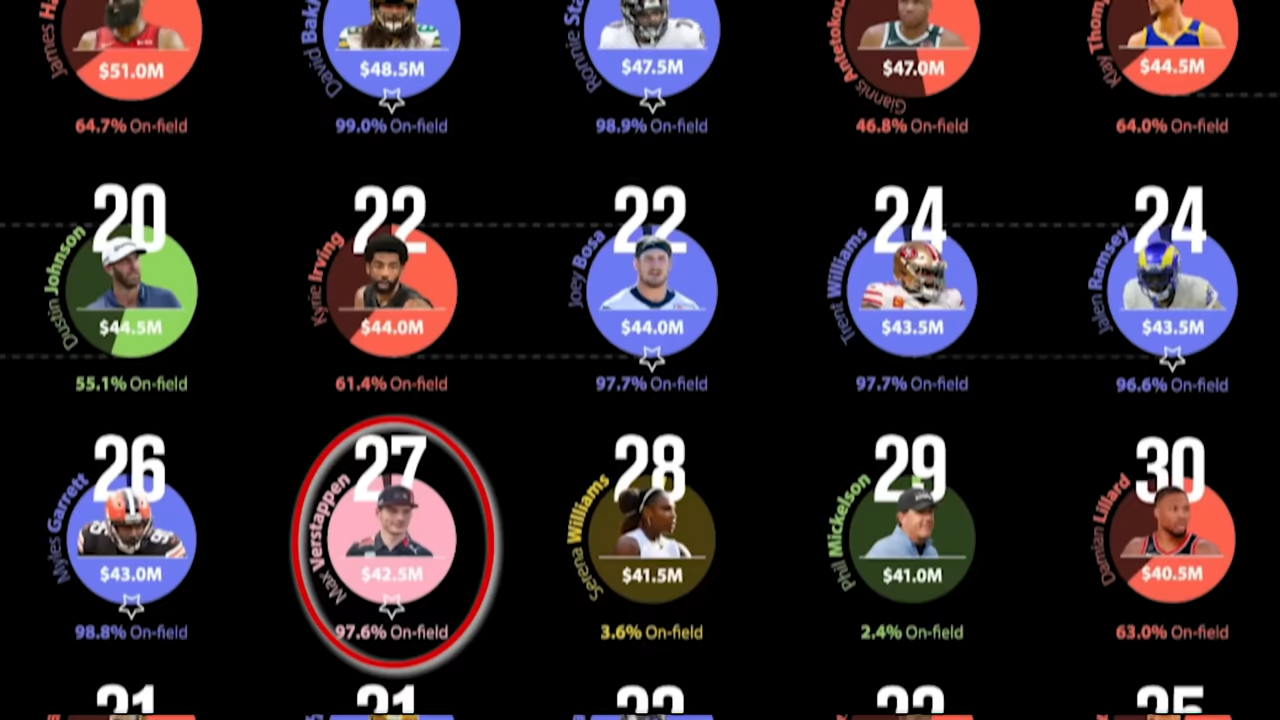 James
$51.0M
64.7% On-field
David
$48.5M
99.0% On-field
Ronnie
$47.5M
98.9% On-field
Giannis Antetokou
$47.0M
46.8% On-field
Klay Thom
$44.5M
64.0% On-field
20
Dustin Johnson
$44.5M
55.1% On-field
22
Kyrie Irving
$44.0M
61.4% On-field
22
Joey Bosa
$44.0M
97.7% On-field
24
Trent Williams
$43.5M
97.7% On-field
24
Jalen Ramsey
$43.5M
96.6% On-field
26
Myles Garrett
$43.0M
98.8% On-field
27
Max Verstappen
$42.5M
97.6% On-field
28
Serena Williams
$41.5M
3.6% On-field
29
Phil Mickelson
$41.0M
2.4% On-field
30
Damian Lillard
$40.5M
63.0% On-field